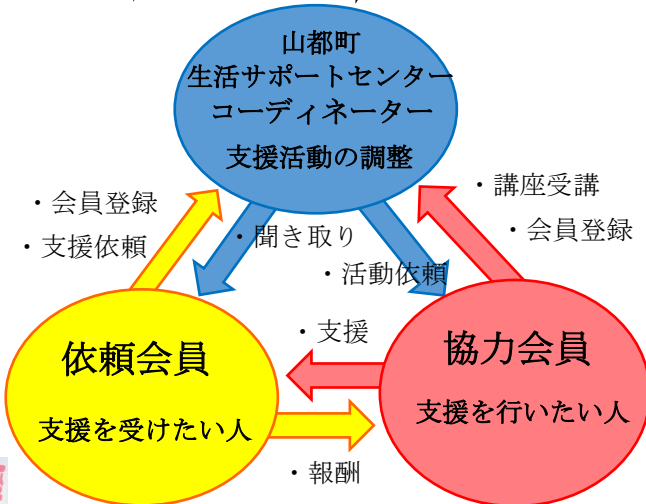 山都町
生活サポートセンター
コーディネーター
支援活動の調整
・会員登録
・支援依頼
・聞き取り
・活動依頼
・講座受講
・会員登録
・支援
依頼会員
支援を受けたい人
協力会員
支援を行いたい人
・報酬